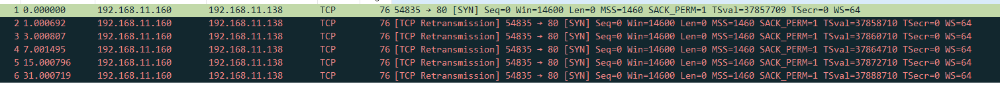 1 0.000000 192.168.11.160 192.168.11.138 TCP 76 54835 → 80 [SYN] Seq=0 Win=14600 Len=0 MSS=1460 SACK_PERM=1 TSval=37857709 TSecr=0 WS=64
2 1.000692 192.168.11.160 192.168.11.138 TCP 76 [TCP Retransmission] 54835 → 80 [SYN] Seq=0 Win=14600 Len=0 MSS=1460 SACK_PERM=1 TSval=37858710 TSecr=0 WS=64
3 3.000807 192.168.11.160 192.168.11.138 TCP 76 [TCP Retransmission] 54835 → 80 [SYN] Seq=0 Win=14600 Len=0 MSS=1460 SACK_PERM=1 TSval=37860710 TSecr=0 WS=64
4 7.001495 192.168.11.160 192.168.11.138 TCP 76 [TCP Retransmission] 54835 → 80 [SYN] Seq=0 Win=14600 Len=0 MSS=1460 SACK_PERM=1 TSval=37864710 TSecr=0 WS=64
5 15.000796 192.168.11.160 192.168.11.138 TCP 76 [TCP Retransmission] 54835 → 80 [SYN] Seq=0 Win=14600 Len=0 MSS=1460 SACK_PERM=1 TSval=37872710 TSecr=0 WS=64
6 31.000719 192.168.11.160 192.168.11.138 TCP 76 [TCP Retransmission] 54835 → 80 [SYN] Seq=0 Win=14600 Len=0 MSS=1460 SACK_PERM=1 TSval=37888710 TSecr=0 WS=64